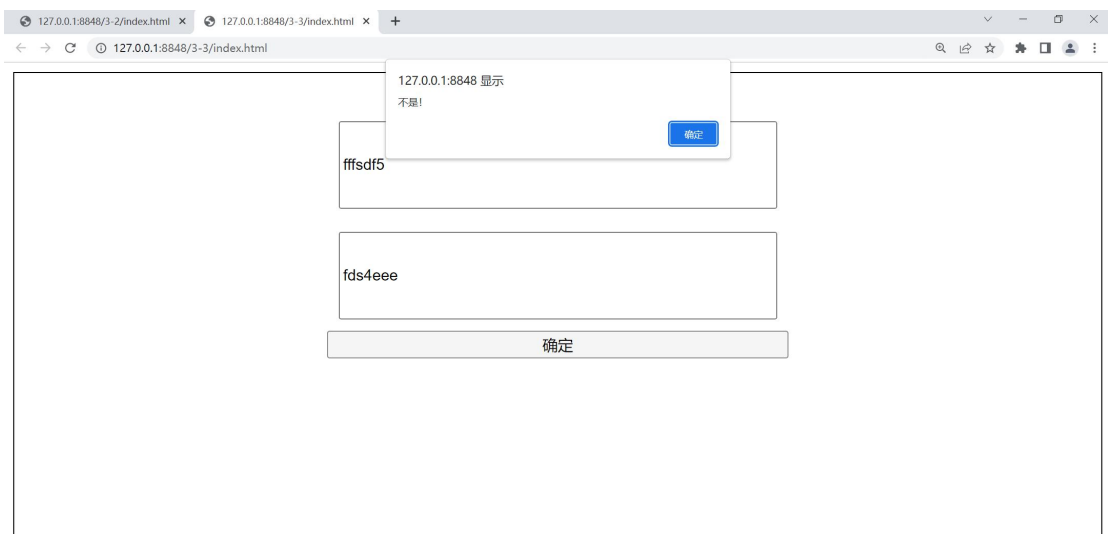 127.0.0.1:8848/3-2/index.html
127.0.0.1:8848/3-3/index.html
127.0.0.1:8848/3-3/index.html
127.0.0.1:8848 显示
不是!
确定
fffsdf5
fds4eee
确定